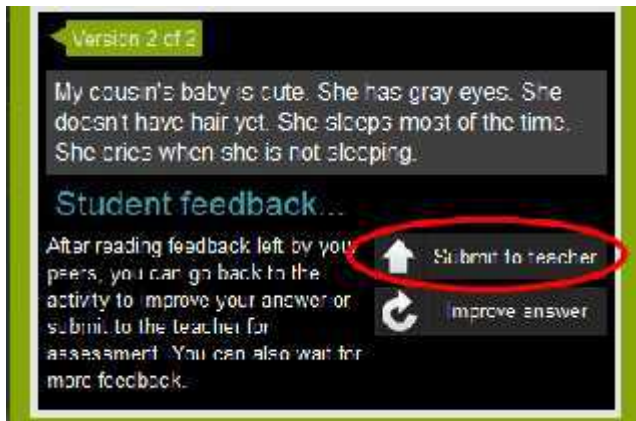 Version 2 of 2
My cousin's baby is cute. She has gray eyes. She
doesn't have hair yet. She sleeps most of the time.
She cries when she is not sleeping.
Student feedback...
After reading feedback left by your
peers, you can go back to the
activity to improve your answer or
submit to the teacher for
assessment. You can also wait for
more feedback.
Submit to teacher
Improve answer